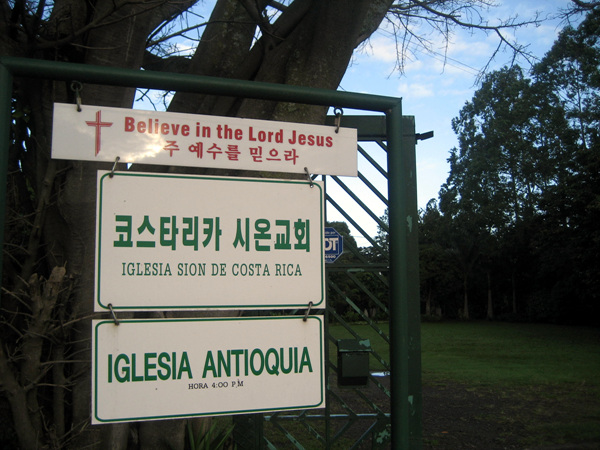 Believe in the Lord Jesus
주 예수를 믿으라
코스타리카 시온교회
IGLESIA SION DE COSTA RICA
IGLESIA ANTIOQUIA
HORA 4:00 P.M